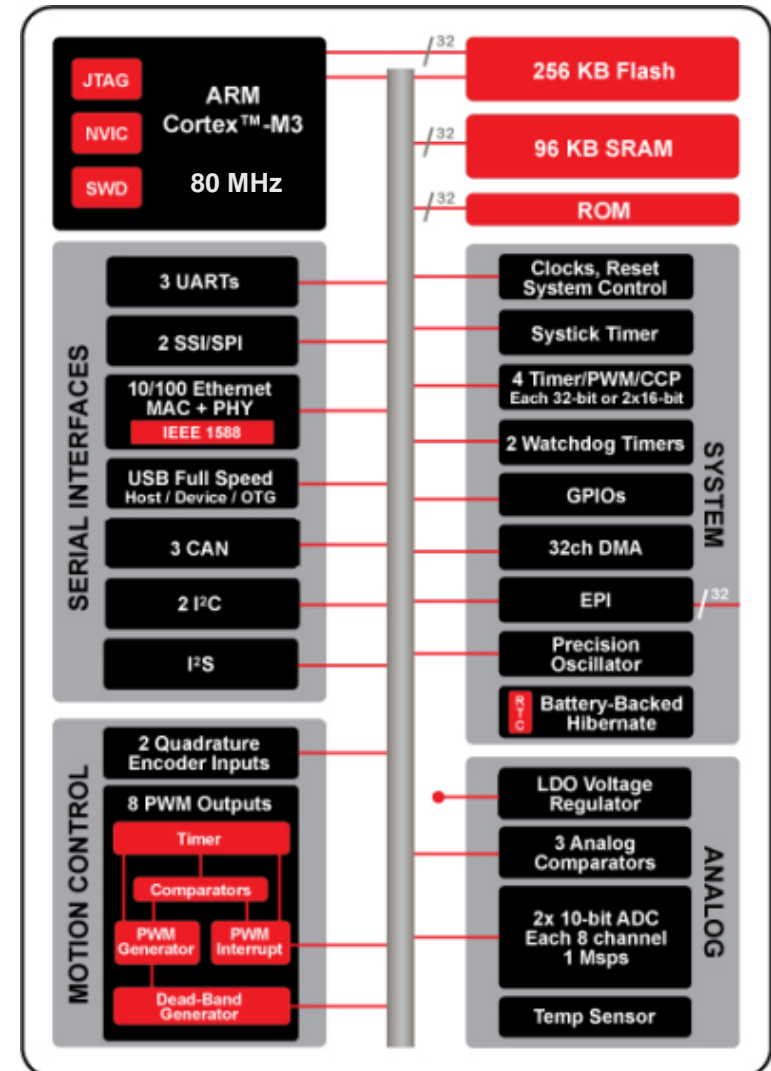 JTAG
NVIC
SWD
ARM
Cortex™-M3
80 MHz
32
256 KB Flash
32
96 KB SRAM
32
ROM
SERIAL INTERFACES
3 UARTs
2 SSI/SPI
10/100 Ethernet
MAC + PHY
IEEE 1588
USB Full Speed
Host / Device / OTG
3 CAN
2 I²C
I²S
SYSTEM
Clocks, Reset
System Control
Systick Timer
4 Timer/PWM/CCP
Each 32-bit or 2x16-bit
2 Watchdog Timers
GPIOs
32ch DMA
EPI
32
Precision
Oscillator
RTC
Battery-Backed
Hibernate
MOTION CONTROL
2 Quadrature
Encoder Inputs
8 PWM Outputs
Timer
Comparators
PWM
Generator
PWM
Interrupt
Dead-Band
Generator
ANALOG
LDO Voltage
Regulator
3 Analog
Comparators
2x 10-bit ADC
Each 8 channel
1 Msps
Temp Sensor